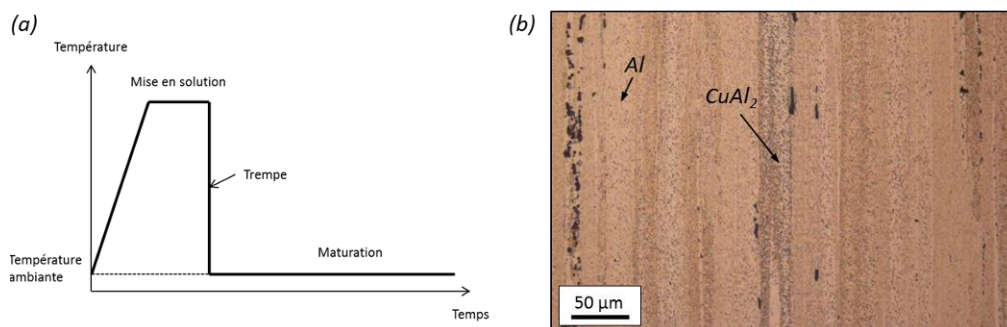 (a)
Température
Mise en solution
Trempe
Maturation
Température
ambiante
Temps
(b)
Al
CuAl₂
50 µm